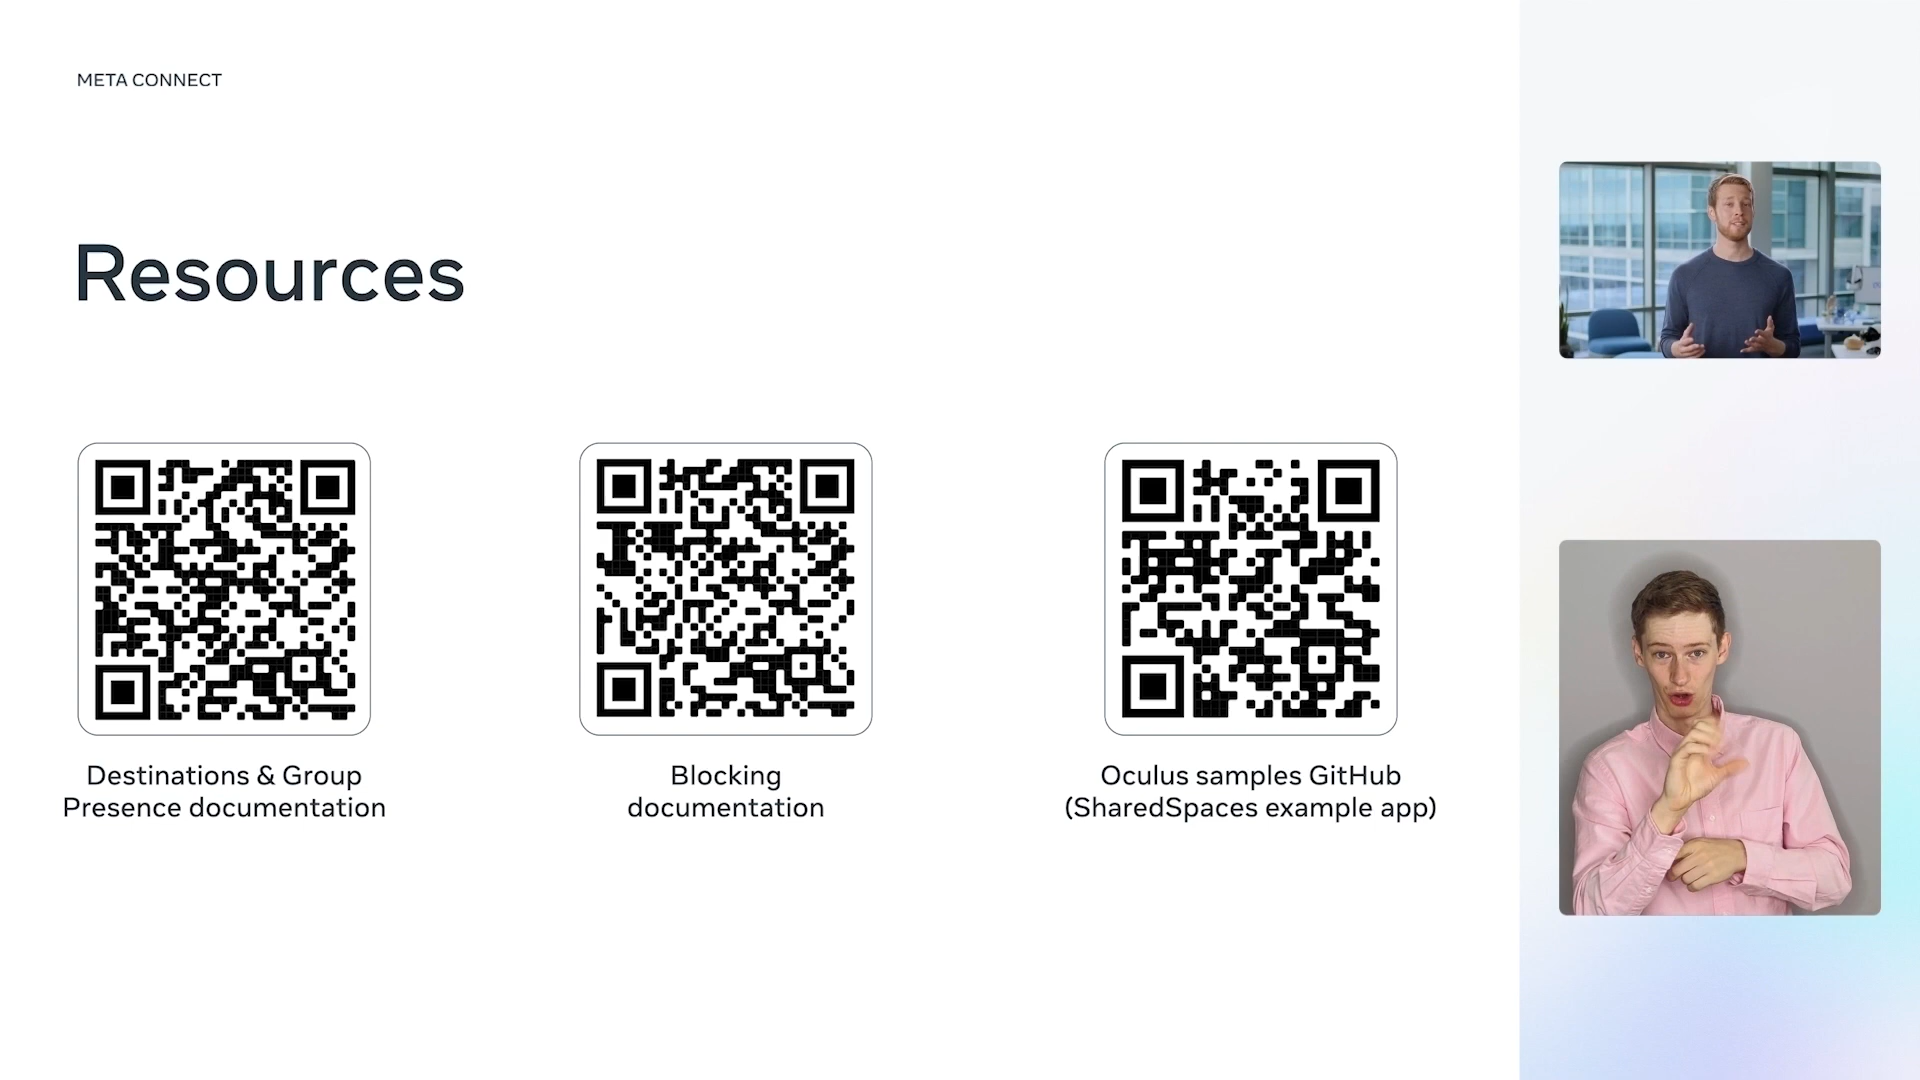 META CONNECT
Resources
Destinations & Group
Presence documentation
Blocking
documentation
Oculus samples GitHub
(SharedSpaces example app)